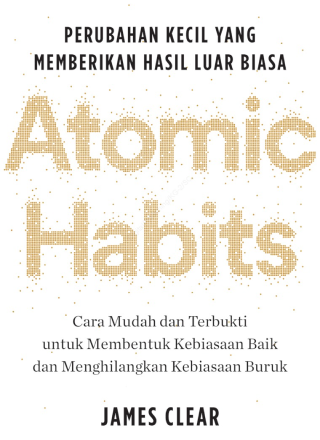 PERUBAHAN KECIL YANG
MEMBERIKAN HASIL LUAR BIASA
Atomic
Habits
Cara Mudah dan Terbukti
untuk Membentuk Kebiasaan Baik
dan Menghilangkan Kebiasaan Buruk
JAMES CLEAR